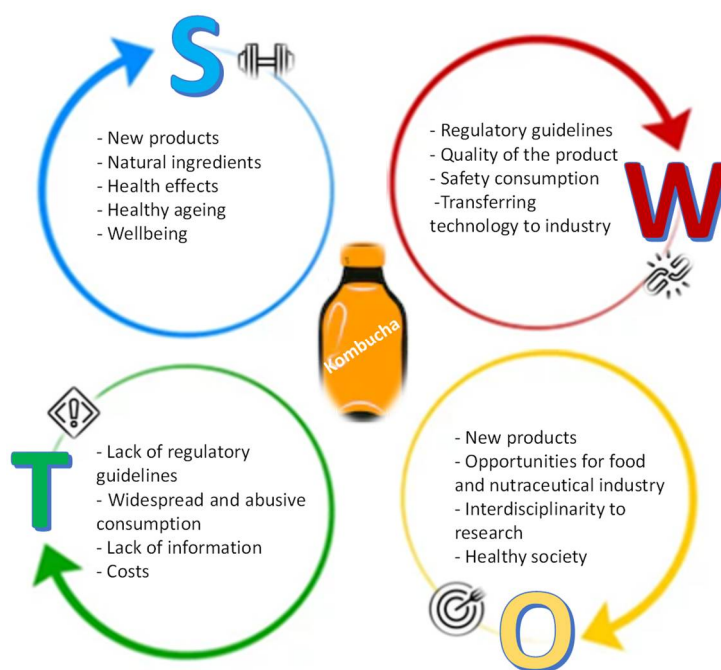 S
- New products
- Natural ingredients
- Health effects
- Healthy ageing
- Wellbeing
W
- Regulatory guidelines
- Quality of the product
- Safety consumption
-Transferring
technology to industry
Kombucha
T
- Lack of regulatory
guidelines
- Widespread and abusive
consumption
- Lack of information
- Costs
O
- New products
- Opportunities for food
and nutraceutical industry
- Interdisciplinarity to
research
- Healthy society